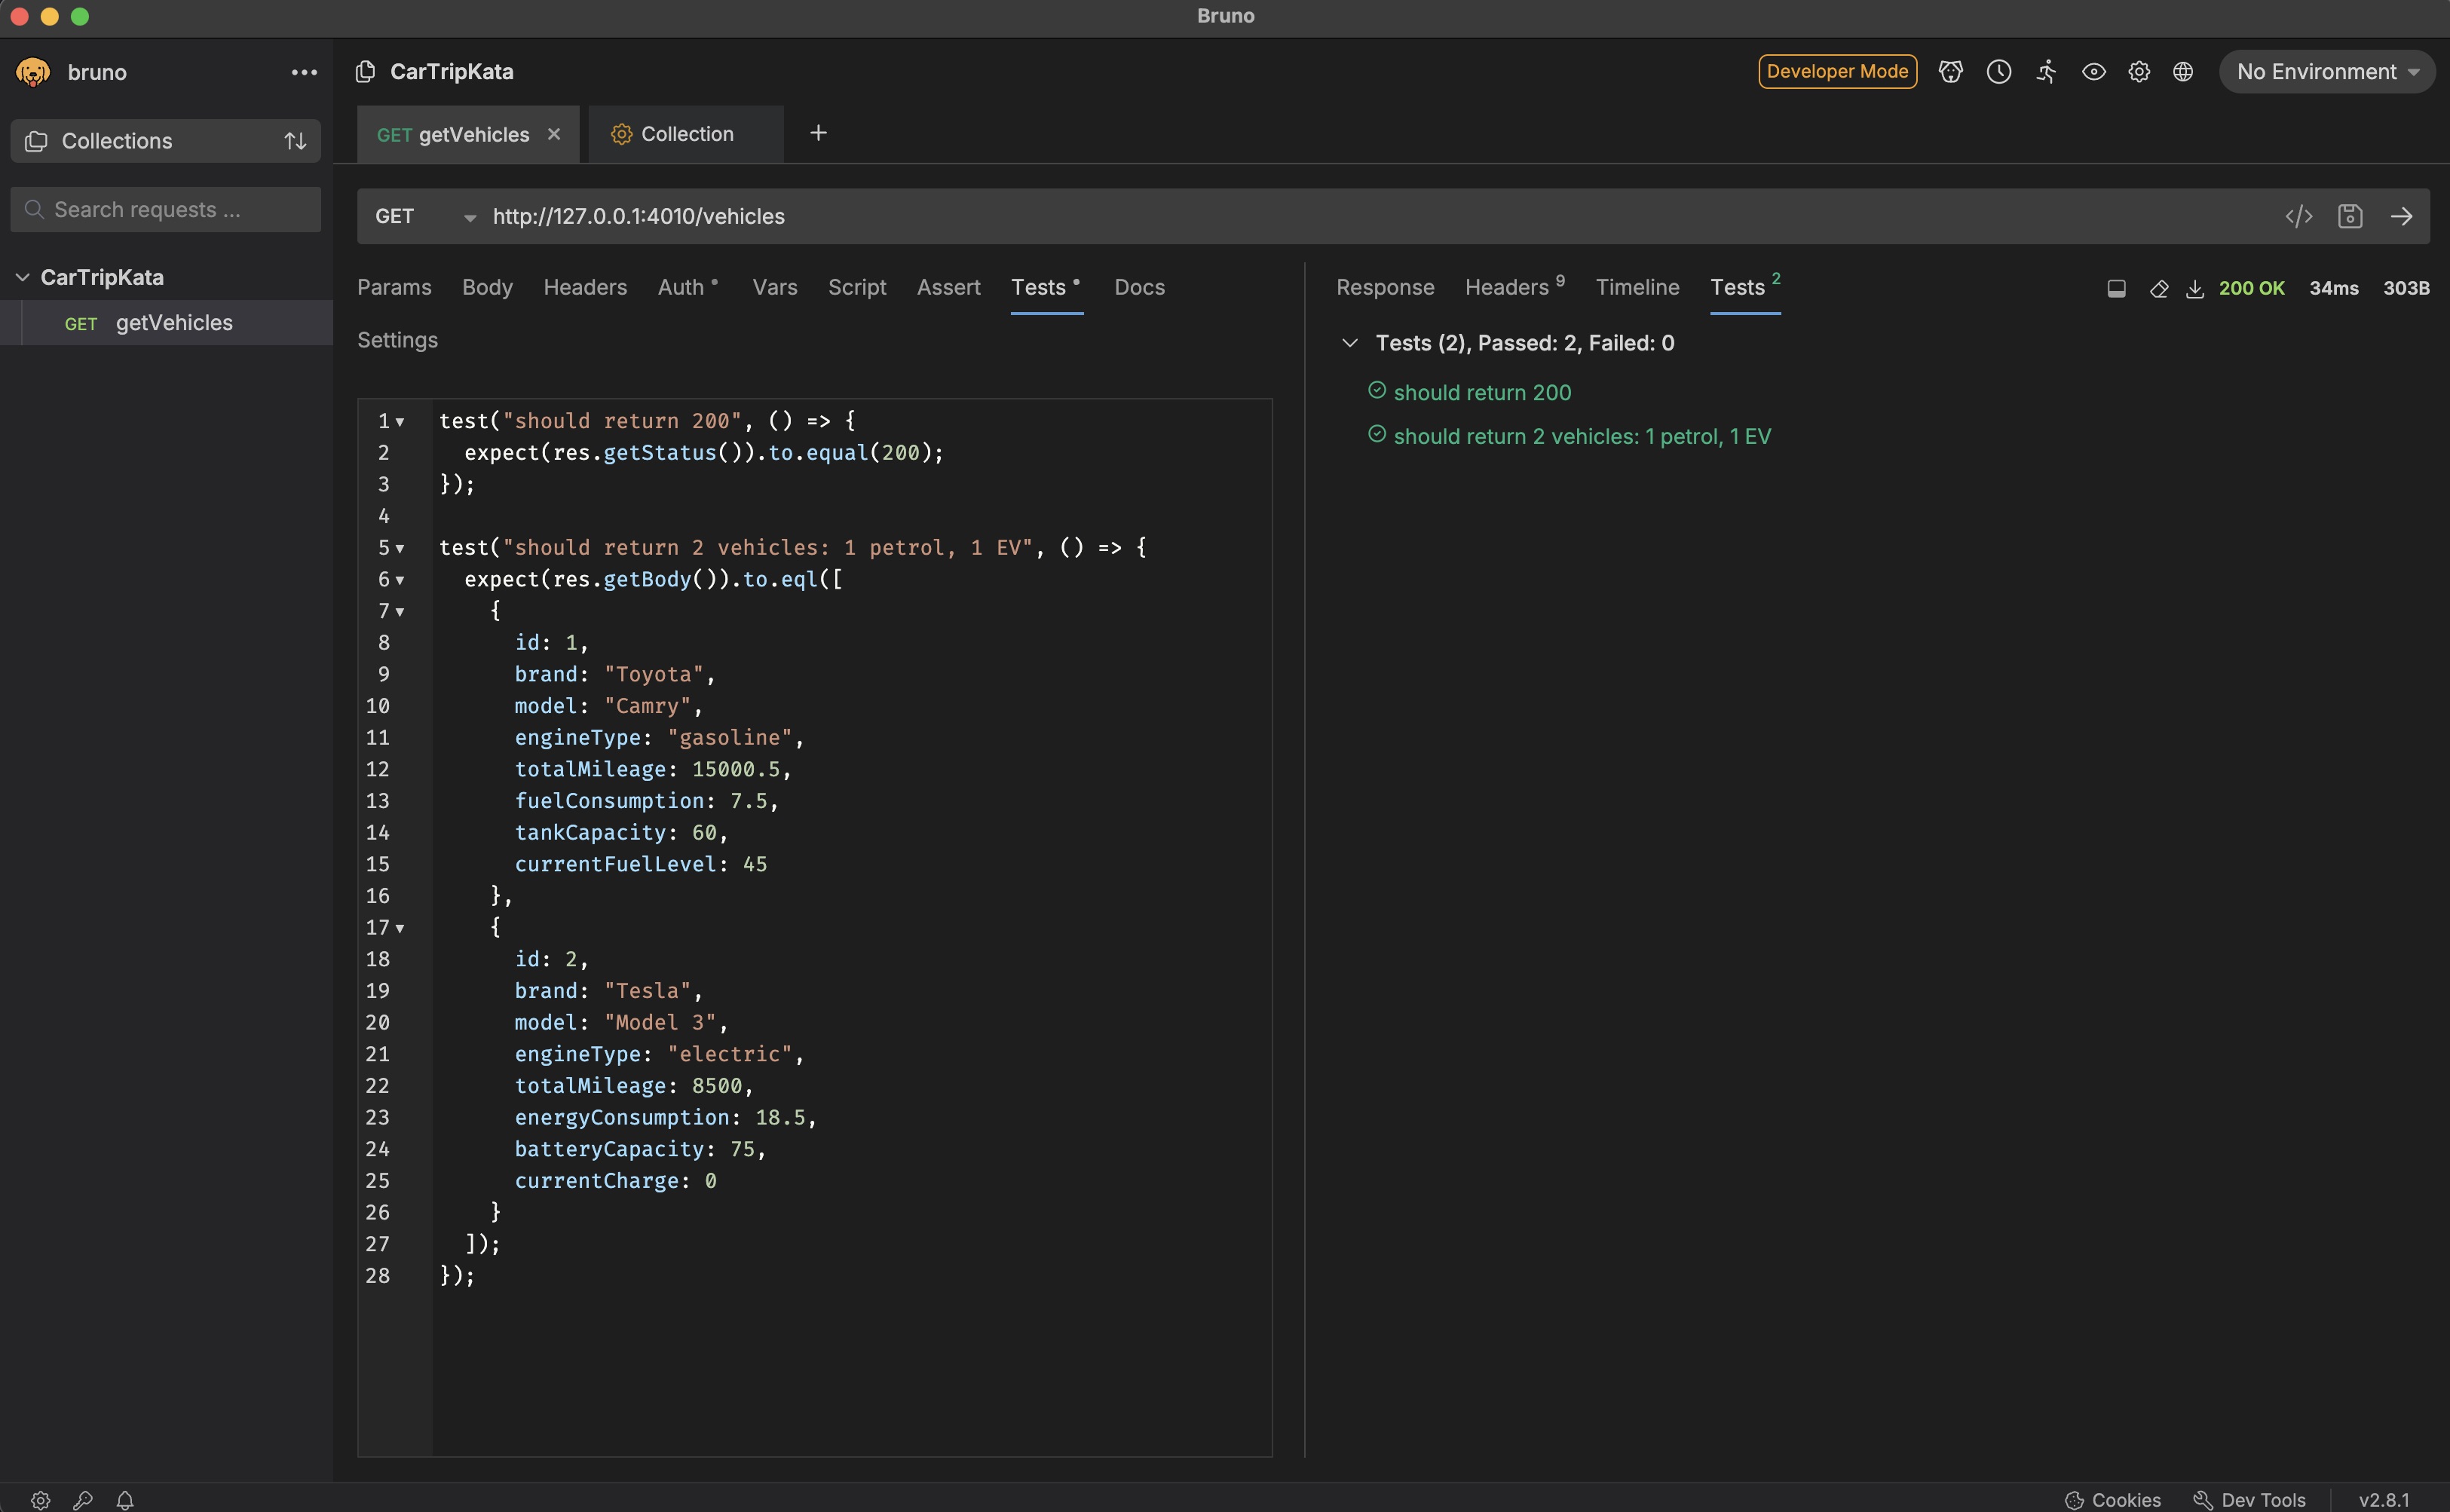 Bruno
bruno
CarTripKata
Developer Mode
No Environment
Collections
GET getVehicles
Collection
Search requests ...
GET
http://127.0.0.1:4010/vehicles
CarTripKata
GET getVehicles
Params Body Headers Auth Vars Script Assert Tests Docs
Settings
Response Headers 9 Timeline Tests 2
200 OK 34ms 303B
Tests (2), Passed: 2, Failed: 0
should return 200
should return 2 vehicles: 1 petrol, 1 EV
1 test("should return 200", () => {
2   expect(res.getStatus()).to.equal(200);
3 });
4
5 test("should return 2 vehicles: 1 petrol, 1 EV", () => {
6   expect(res.getBody()).to.eql([
7     {
8       id: 1,
9       brand: "Toyota",
10       model: "Camry",
11       engineType: "gasoline",
12       totalMileage: 15000.5,
13       fuelConsumption: 7.5,
14       tankCapacity: 60,
15       currentFuelLevel: 45
16     },
17     {
18       id: 2,
19       brand: "Tesla",
20       model: "Model 3",
21       engineType: "electric",
22       totalMileage: 8500,
23       energyConsumption: 18.5,
24       batteryCapacity: 75,
25       currentCharge: 0
26     }
27   ]);
28 });
Cookies
Dev Tools
v2.8.1